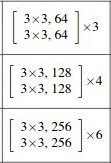 3×3, 64
3×3, 64 ×3
3×3, 128
3×3, 128 ×4
3×3, 256
3×3, 256 ×6